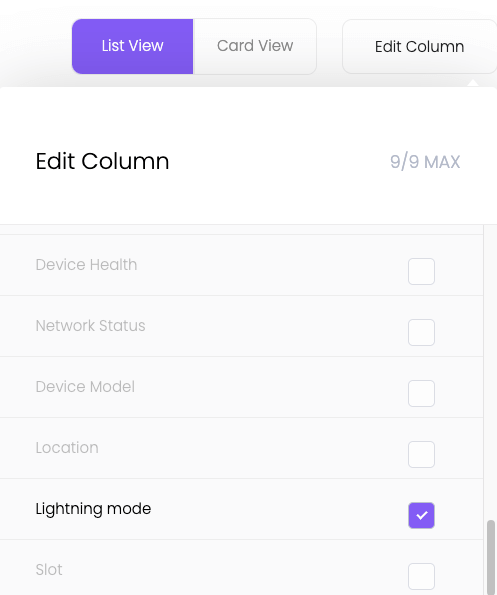 List View
Card View
Edit Column
Edit Column
9/9 MAX
Device Health
Network Status
Device Model
Location
Lightning mode
Slot